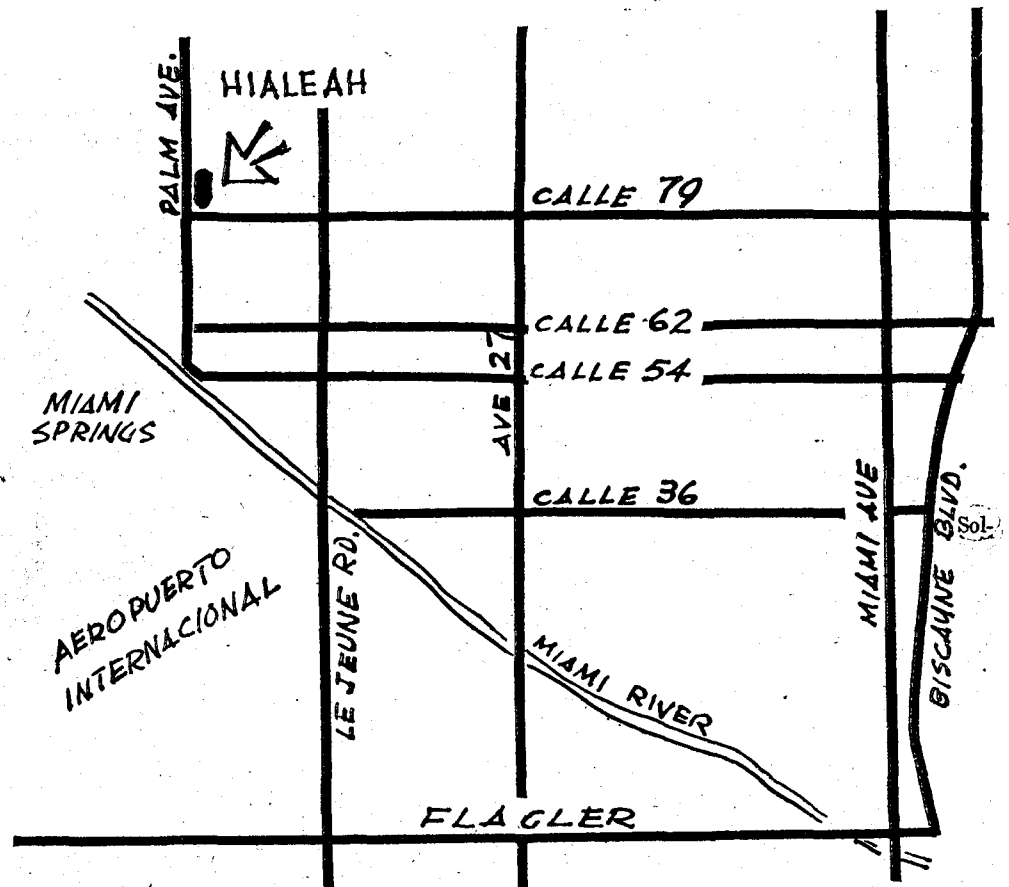 PALM AVE.
HIALEAH
CALLE 79
CALLE 62
AVE 27
CALLE 54
MIAMI
SPRINGS
CALLE 36
MIAMI AVE
BISCAYNE BLVD.
Sol-
AEROPUERTO
INTERNACIONAL
LE JEUNE RD.
MIAMI RIVER
FLAGLER